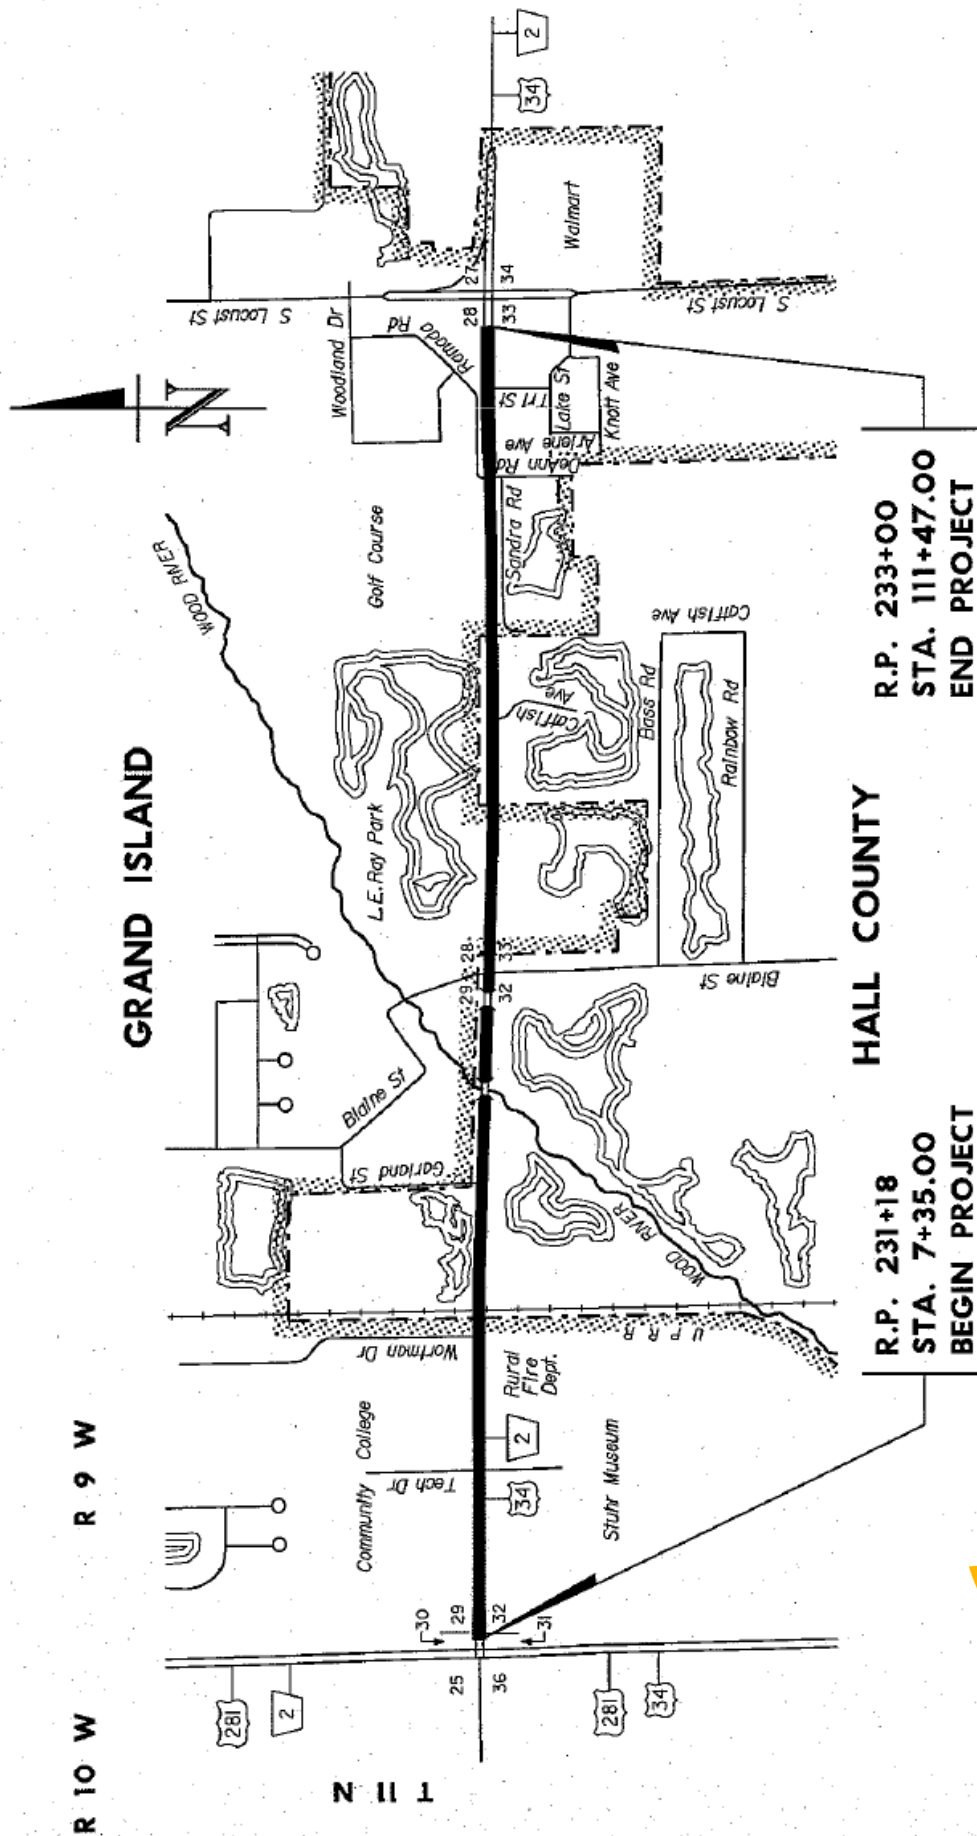 R 10 W
R 9 W
T 11 N
GRAND ISLAND
HALL COUNTY
N
281
2
281
34
25
36
30
29
32
31
Community College
Tech Dr
34
2
Stuhr Museum
Rural
Fire
Dept.
Wortman Dr
U P R R
WOOD RIVER
Garland St
Blaine St
29
28
32
33
Blaine St
L.E. Ray Park
Catfish
Ave
Bass Rd
Rainbow Rd
Catfish Ave
WOOD RIVER
Golf Course
Sandra Rd
DeAnn Rd
Arlene Ave
Tri St
Lake St
Knott Ave
Woodland Dr
Ramada
Rd
S Locust St
28
27
33
34
S Locust St
Walmart
34
2
R.P. 231+18
STA. 7+35.00
BEGIN PROJECT
R.P. 233+00
STA. 111+47.00
END PROJECT